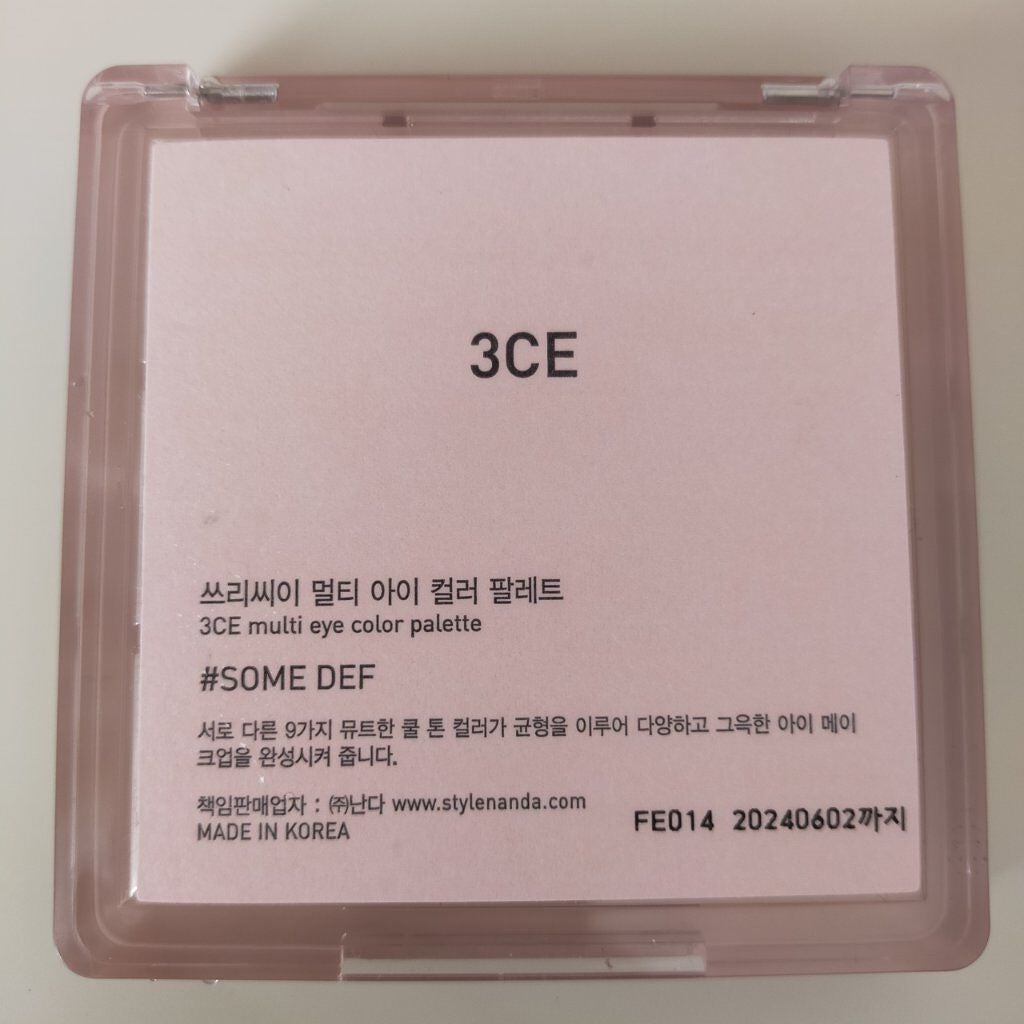 3CE
쓰리씨이 멀티 아이 컬러 팔레트
3CE multi eye color palette
#SOME DEF
서로 다른 9가지 뮤트한 쿨 톤 컬러가 균형을 이루어 다양하고 그윽한 아이 메이
크업을 완성시켜 줍니다.
책임판매업자 : ㈜난다 www.stylenanda.com
MADE IN KOREA
FE014 20240602까지